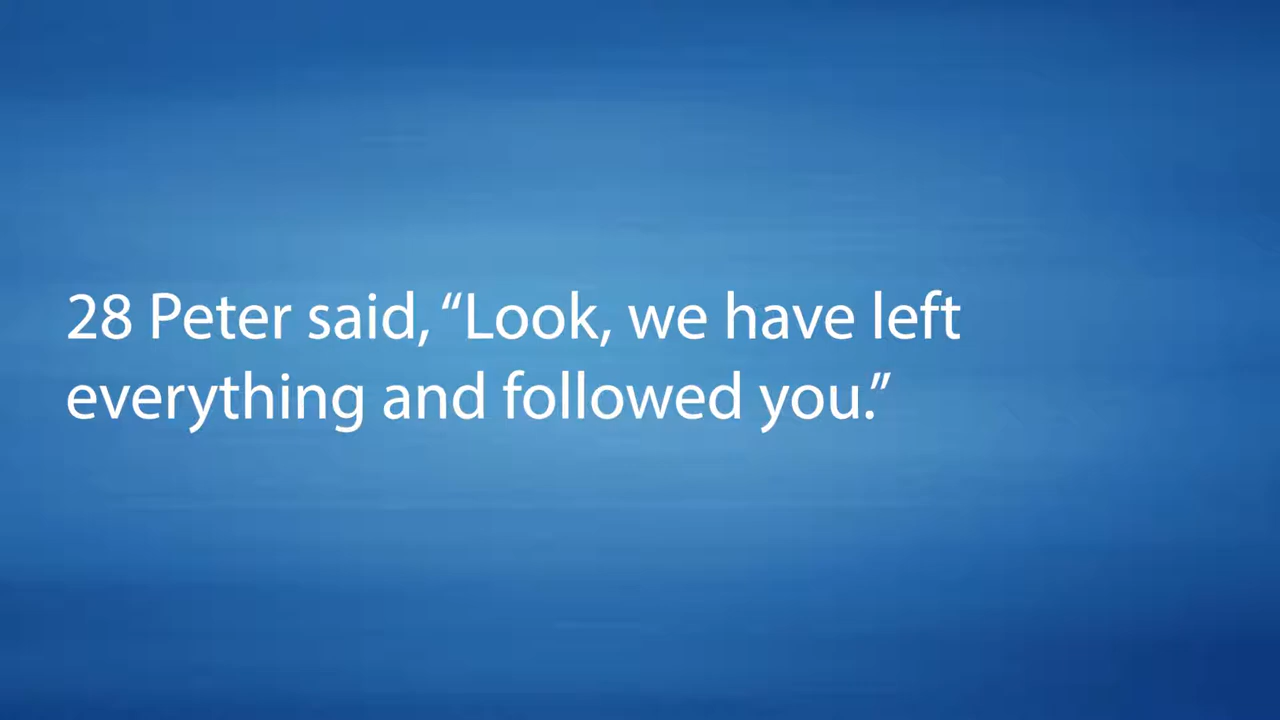 28 Peter said, “Look, we have left
everything and followed you.”